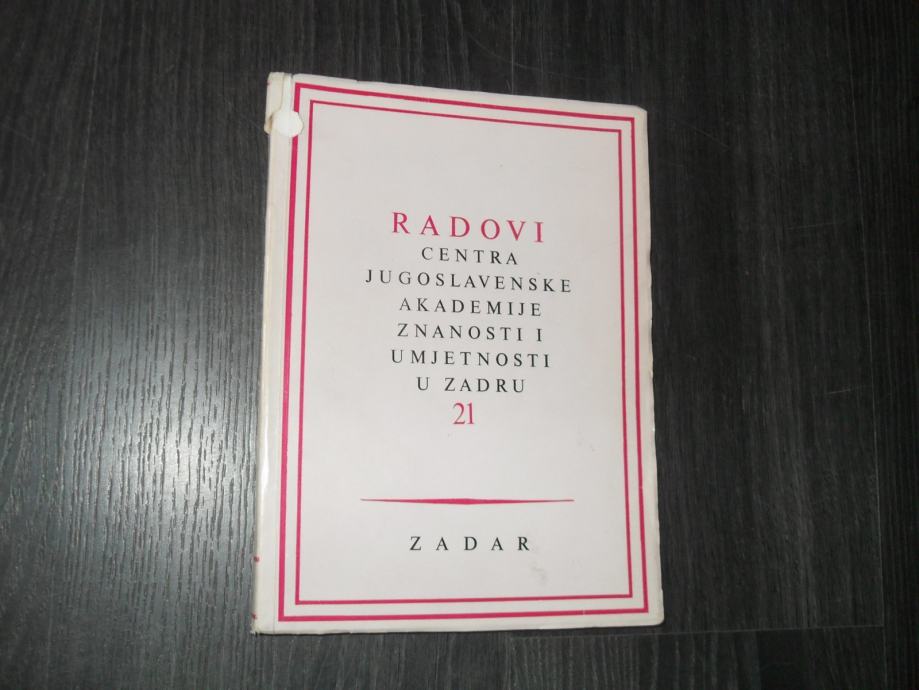 RADOVI
CENTRA
JUGOSLAVENSKE
AKADEMIJE
ZNANOSTI I
UMJETNOSTI
U ZADRU
21
ZADAR